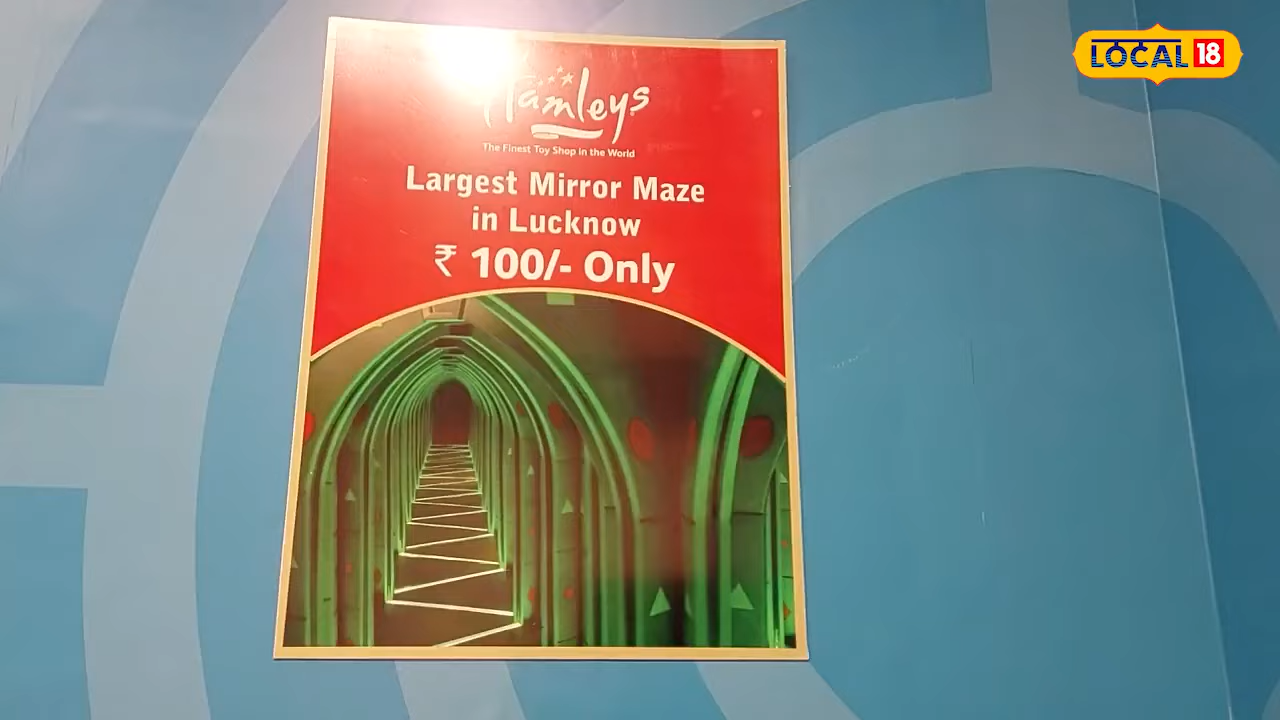 LOCAL 18
Hamleys
The Finest Toy Shop in the World
Largest Mirror Maze
in Lucknow
₹ 100/- Only